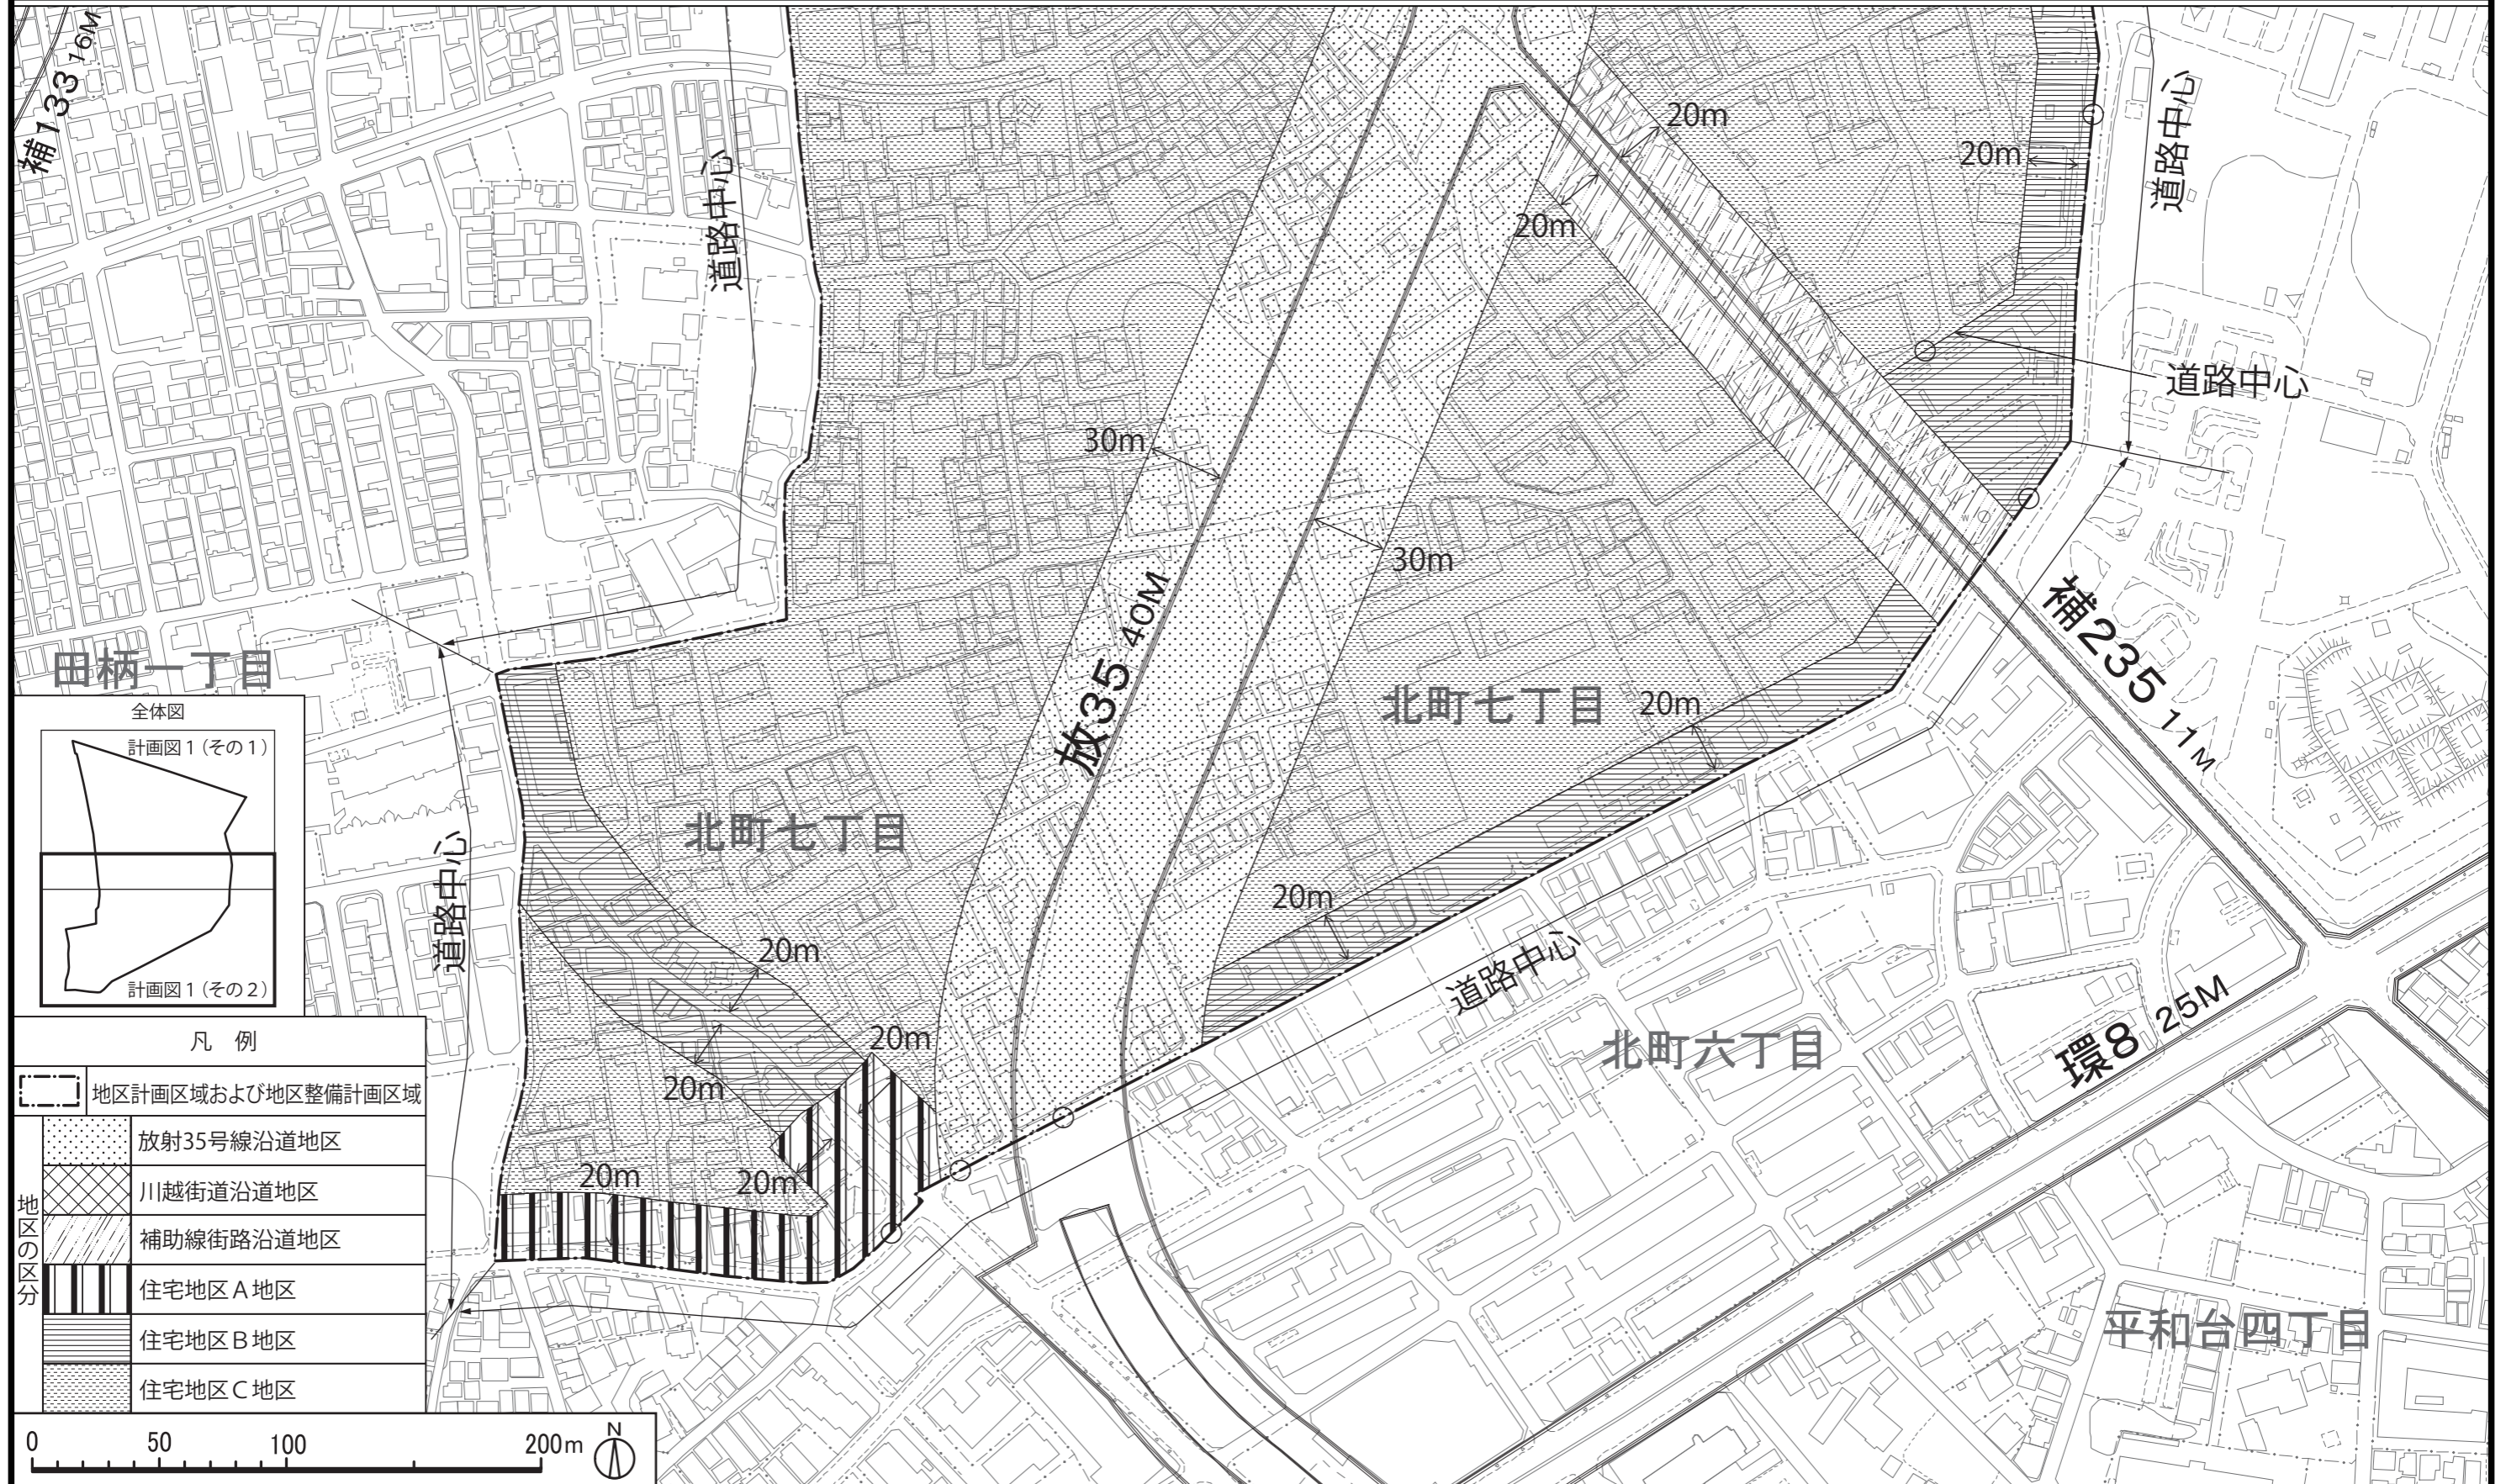 補133 16M
道路中心
20m
20m
20m
道路中心
道路中心
30m
30m
放35 40M
補235 11M
田柄一丁目
北町七丁目
20m
北町七丁目
20m
道路中心
20m
20m
20m
20m
20m
道路中心
北町六丁目
環8 25M
平和台四丁目
全体図
計画図1(その1)
計画図1(その2)
凡 例
地区計画区域および地区整備計画区域
地区の区分
放射35号線沿道地区
川越街道沿道地区
補助線街路沿道地区
住宅地区A地区
住宅地区B地区
住宅地区C地区
0 50 100 200m
N